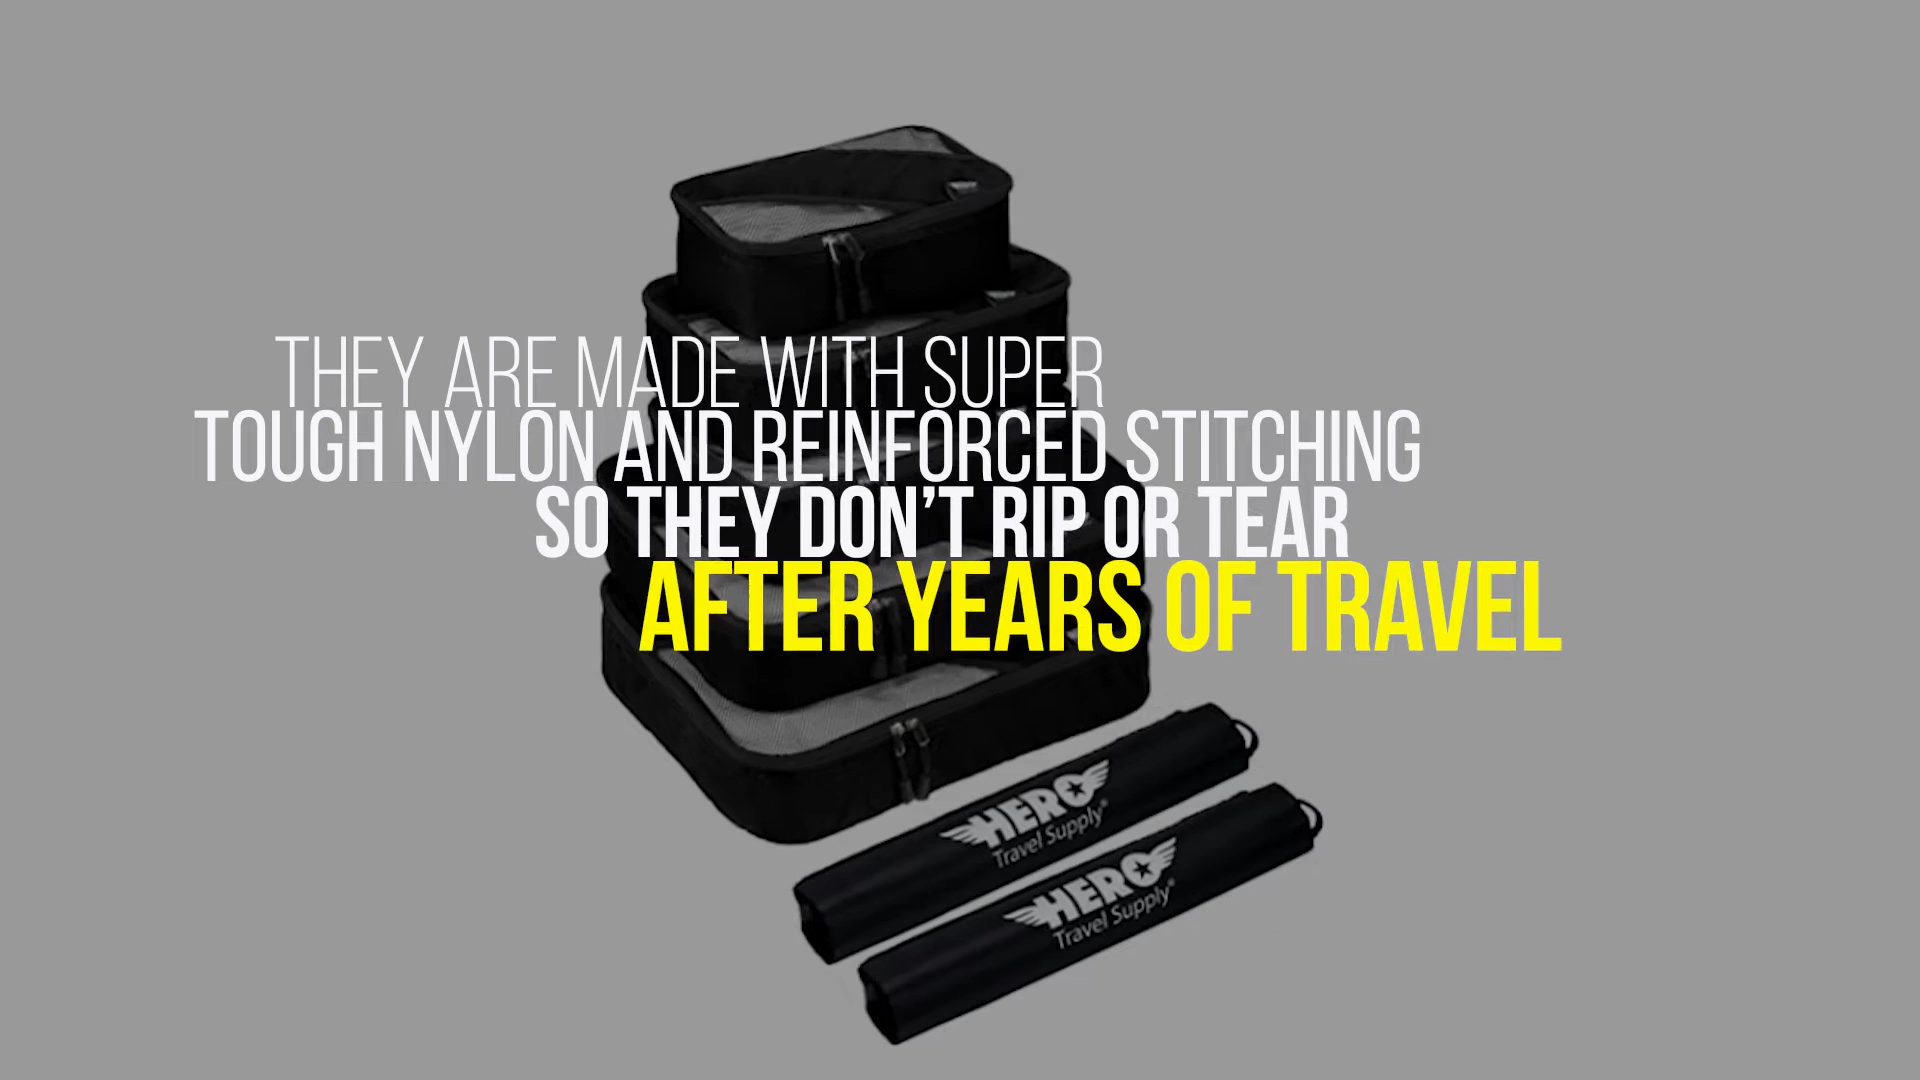 THEY ARE MADE WITH SUPER
TOUGH NYLON AND REINFORCED STITCHING
SO THEY DON’T RIP OR TEAR
AFTER YEARS OF TRAVEL
HERO
Travel Supply®
HERO
Travel Supply®